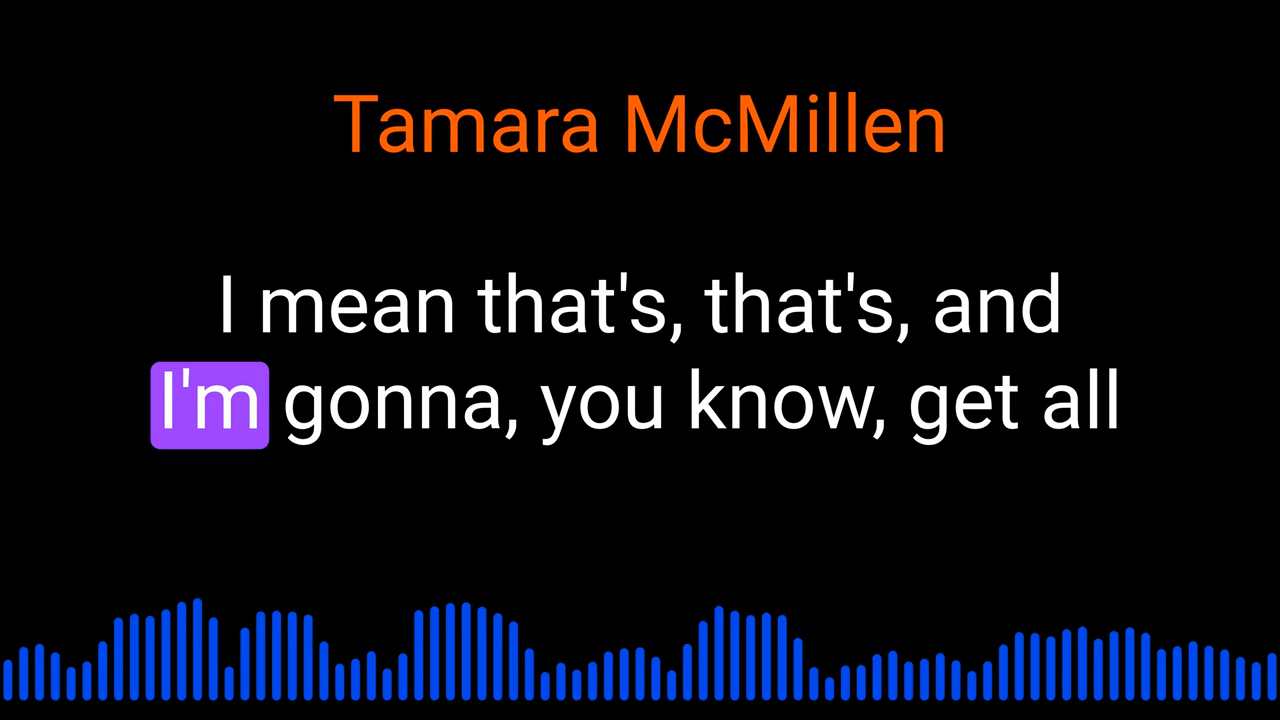 Tamara McMillen
I mean that's, that's, and
I'm gonna, you know, get all